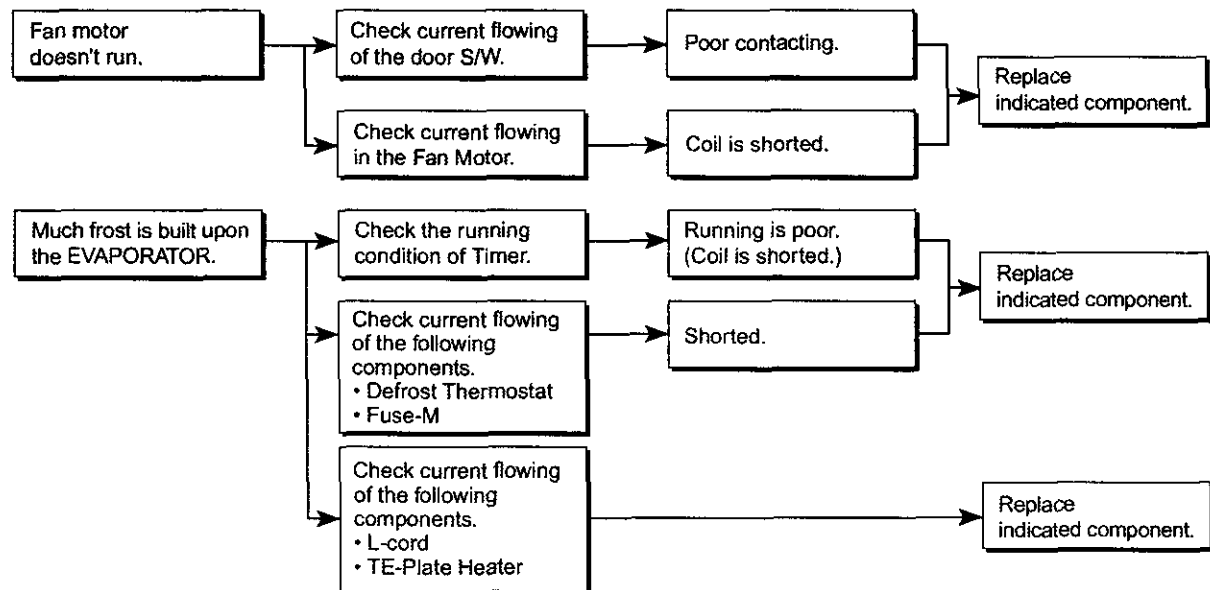 Fan motor
doesn't run.
Check current flowing
of the door S/W.
Poor contacting.
Replace
indicated component.
Check current flowing
in the Fan Motor.
Coil is shorted.
Much frost is built upon
the EVAPORATOR.
Check the running
condition of Timer.
Running is poor.
(Coil is shorted.)
Replace
indicated component.
Check current flowing
of the following
components.
• Defrost Thermostat
• Fuse-M
Shorted.
Check current flowing
of the following
components.
• L-cord
• TE-Plate Heater
Replace
indicated component.